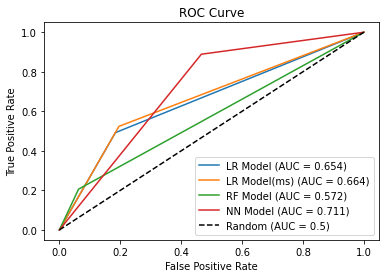 ROC Curve
True Positive Rate
1.0
0.8
0.6
0.4
0.2
0.0
LR Model (AUC = 0.654)
LR Model(ms) (AUC = 0.664)
RF Model (AUC = 0.572)
NN Model (AUC = 0.711)
Random (AUC = 0.5)
0.0 0.2 0.4 0.6 0.8 1.0
False Positive Rate